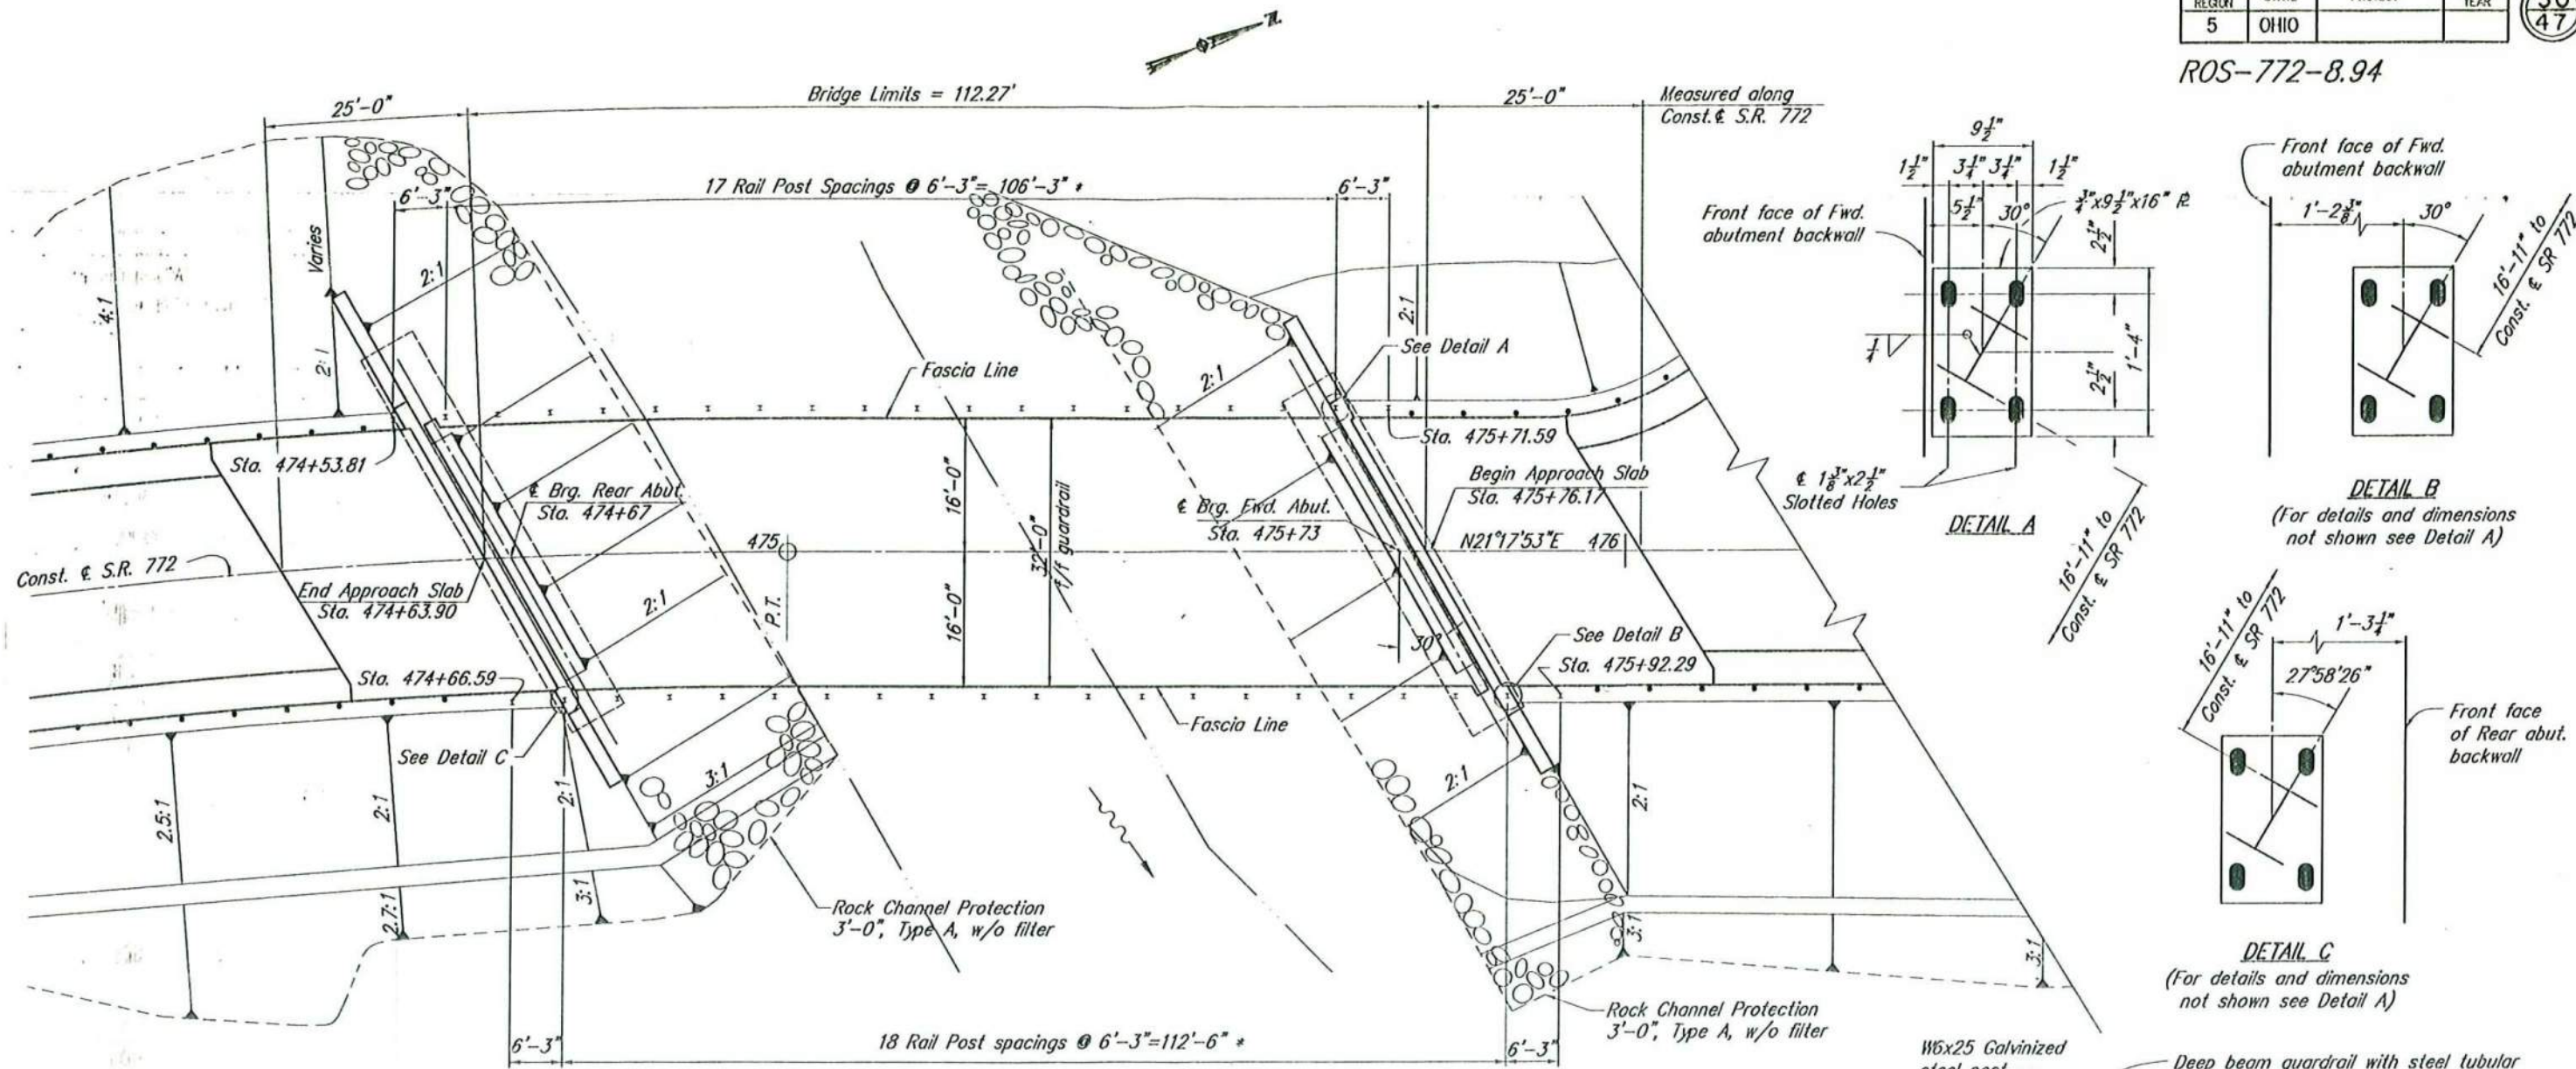 REGION
5 OHIO
47
ROS-772-8.94
25'-0"
Bridge Limits = 112.27'
25'-0"
Measured along
Const. ℄ S.R. 772
6'-3"
17 Rail Post Spacings @ 6'-3"= 106'-3" *
6'-3"
Varies
4:1
2:1
2:1
2:1
2:1
See Detail A
Fascia Line
Sta. 474+53.81
Sta. 475+71.59
℄ Brg. Rear Abut.
Sta. 474+67
16'-0"
32'-0"
f/f guardrail
Begin Approach Slab
Sta. 475+76.17
℄ Brg. Fwd. Abut.
Sta. 475+73
475
N21°17'53"E 476
Const. ℄ S.R. 772
End Approach Slab
Sta. 474+63.90
P.T.
2:1
16'-0"
30°
See Detail B
Sta. 475+92.29
Sta. 474+66.59
Fascia Line
See Detail C
2.5:1
2:1
2:1
3:1
2:1
2:1
2.7:1
3:1
3:1
3:1
Rock Channel Protection
3'-0", Type A, w/o filter
Rock Channel Protection
3'-0", Type A, w/o filter
6'-3"
18 Rail Post spacings @ 6'-3"=112'-6" *
6'-3"
9½"
1½" 3¼" 3¼" 1½"
5½" 30°
¾"x9½"x16" ℞
Front face of Fwd.
abutment backwall
2½"
1'-4"
2½"
¼
℄ 1⅜"x2½"
Slotted Holes
DETAIL A
16'-11" to
Const. ℄ SR 772
Front face of Fwd.
abutment backwall
1'-2⅜" 30°
16'-11" to
Const. ℄ SR 772
DETAIL B
(For details and dimensions
not shown see Detail A)
16'-11" to
Const. ℄ SR 772
1'-3¼"
27°58'26"
Front face
of Rear abut.
backwall
DETAIL C
(For details and dimensions
not shown see Detail A)
W6x25 Galvinized
Deep beam guardrail with steel tubular